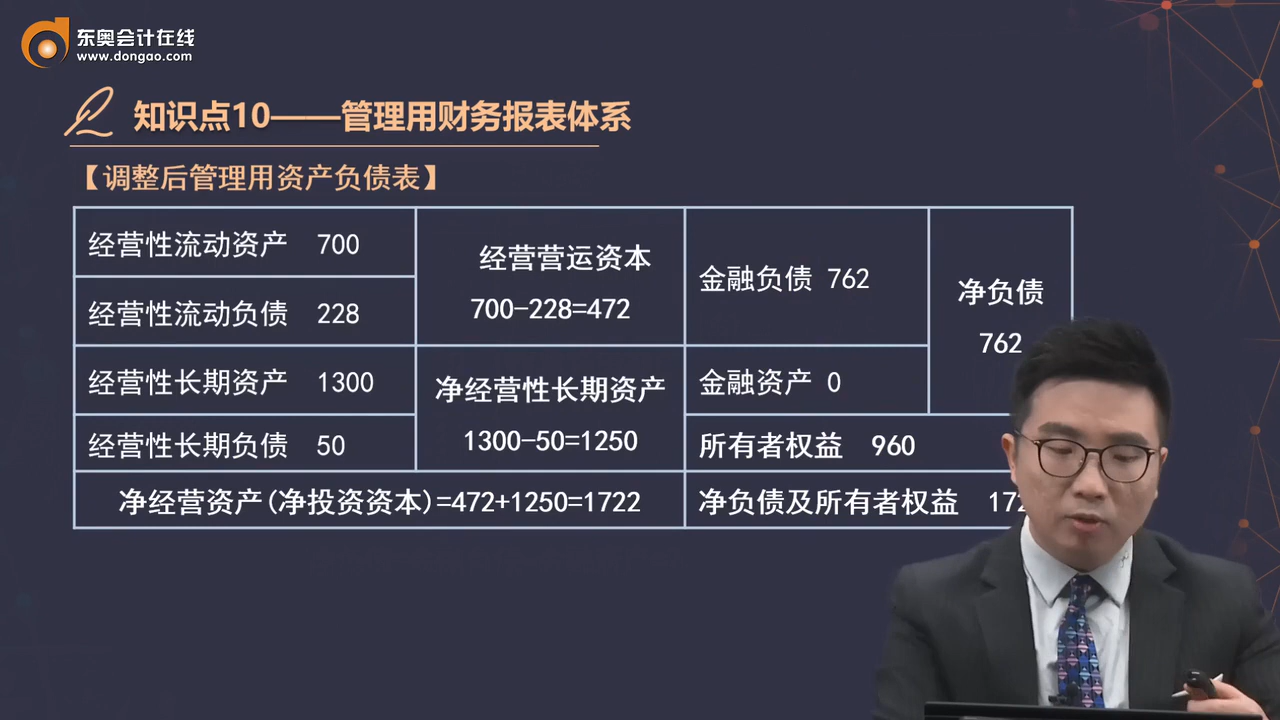 东奥会计在线
www.dongao.com
知识点10——管理用财务报表体系
【调整后管理用资产负债表】
经营性流动资产 700
经营性流动负债 228
经营营运资本
700-228=472
金融负债 762
净负债
762
经营性长期资产 1300
经营性长期负债 50
净经营性长期资产
1300-50=1250
金融资产 0
所有者权益 960
净经营资产(净投资资本)=472+1250=1722
净负债及所有者权益